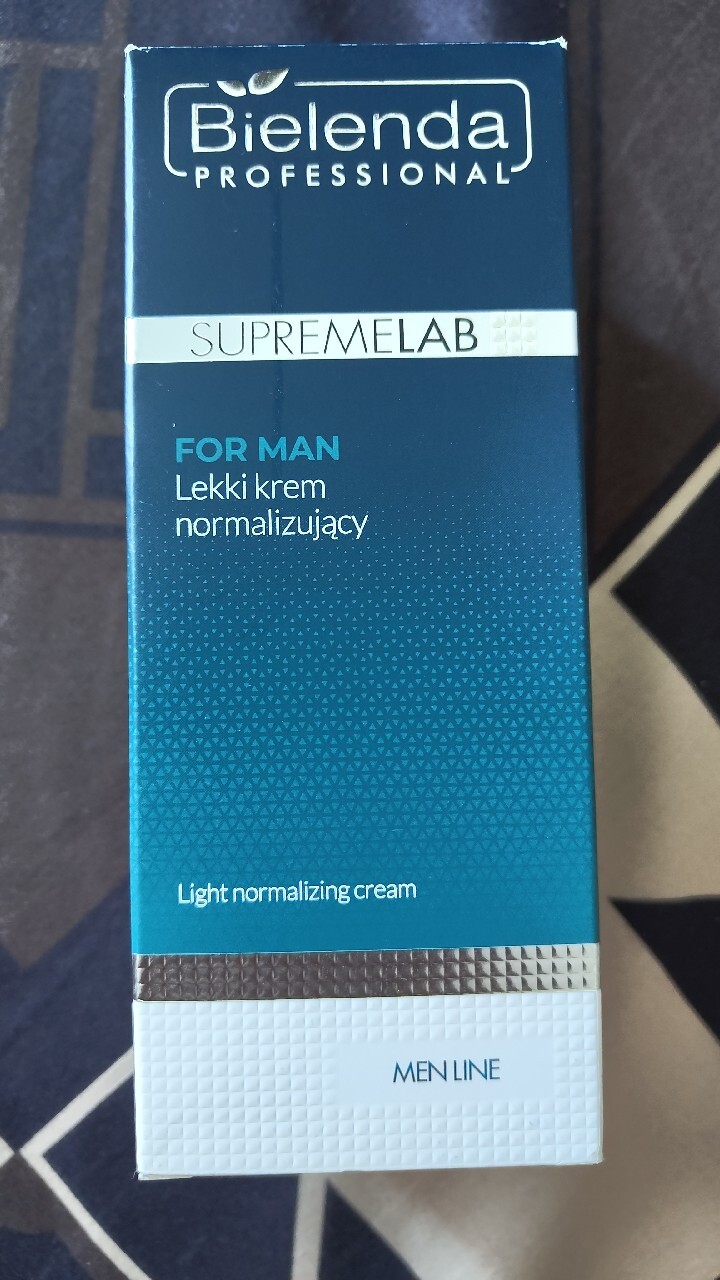 Bielenda
PROFESSIONAL
SUPREMELAB
FOR MAN
Lekki krem
normalizujący
Light normalizing cream
MEN LINE